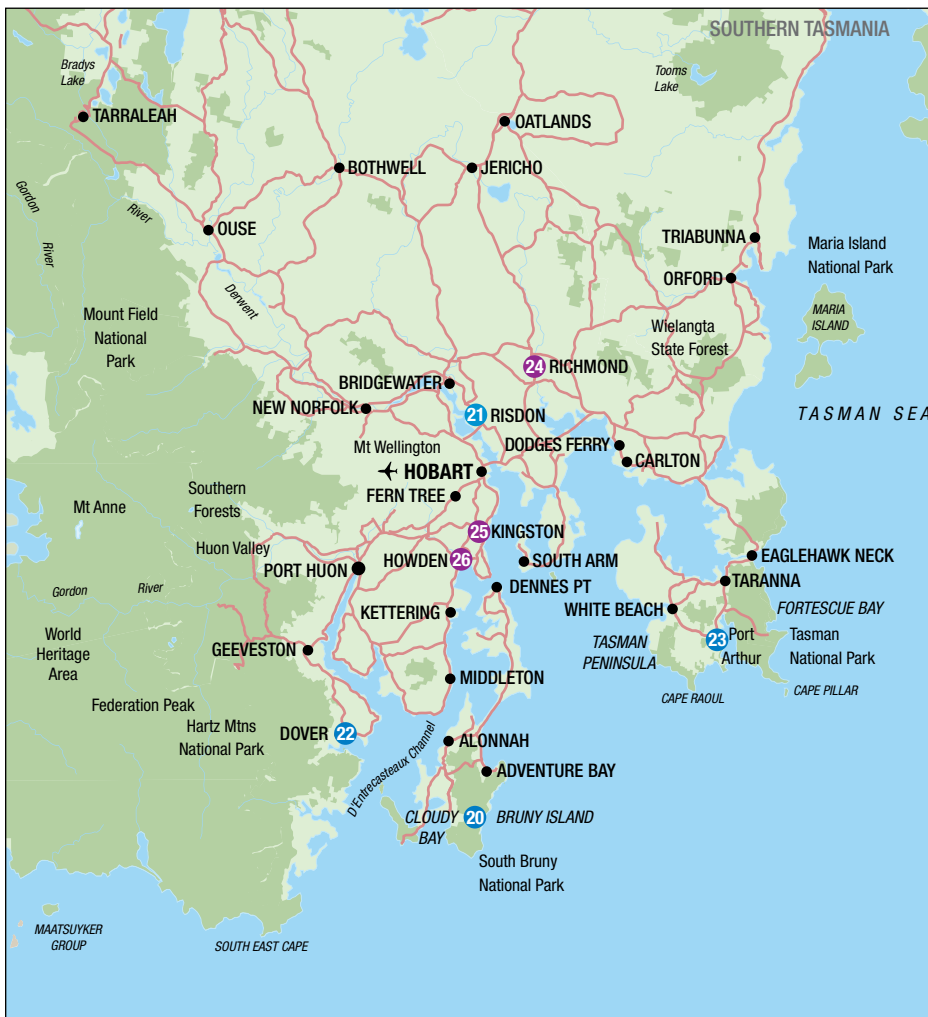 SOUTHERN TASMANIA
Bradys
Lake
Tooms
Lake
TARRALEAH
OATLANDS
BOTHWELL
JERICHO
Gordon
River
River
OUSE
TRIABUNNA
Maria Island
National Park
ORFORD
Derwent
Mount Field
National
Park
MARIA
ISLAND
Wielangta
State Forest
24 RICHMOND
BRIDGEWATER
NEW NORFOLK
21 RISDON
TASMAN SEA
Mt Wellington
DODGES FERRY
HOBART
CARLTON
FERN TREE
Southern
Forests
Mt Anne
25 KINGSTON
Huon Valley
HOWDEN 26
SOUTH ARM
EAGLEHAWK NECK
PORT HUON
DENNES PT
TARANNA
Gordon
River
KETTERING
WHITE BEACH
FORTESCUE BAY
World
Heritage
Area
GEEVESTON
TASMAN
PENINSULA
23 Port
Arthur
Tasman
National Park
MIDDLETON
CAPE RAOUL
CAPE PILLAR
Federation Peak
Hartz Mtns
National Park
DOVER 22
D'Entrecasteaux Channel
ALONNAH
ADVENTURE BAY
CLOUDY
BAY
20 BRUNY ISLAND
South Bruny
National Park
MAATSUYKER
GROUP
SOUTH EAST CAPE